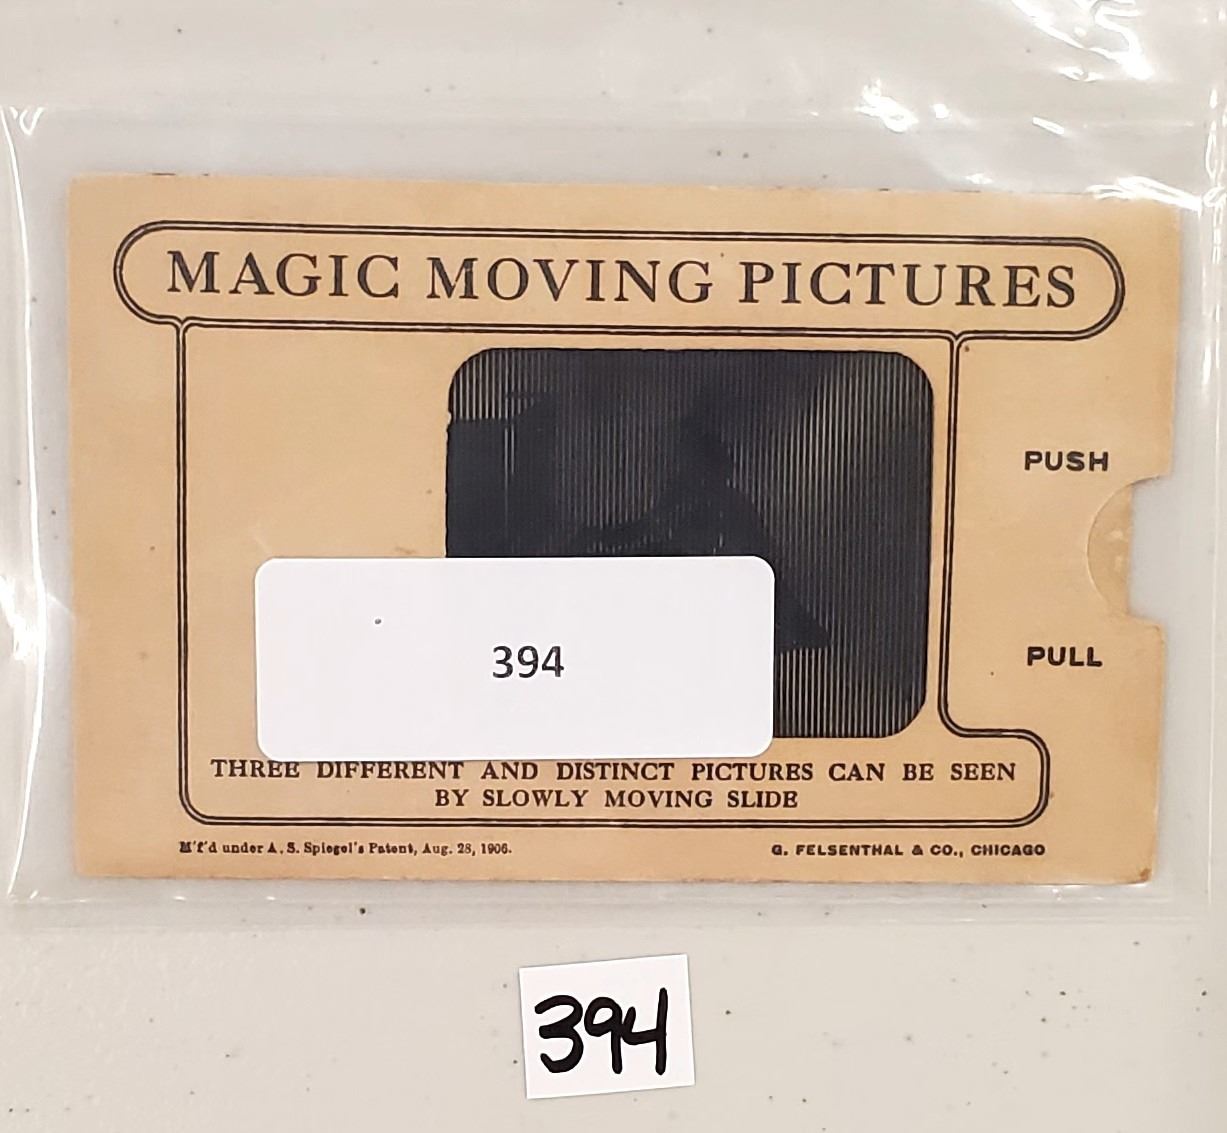 MAGIC MOVING PICTURES
PUSH
PULL
394
THREE DIFFERENT AND DISTINCT PICTURES CAN BE SEEN
BY SLOWLY MOVING SLIDE
M'f'd under A. S. Spiegel's Patent, Aug. 28, 1906.
G. FELSENTHAL & CO., CHICAGO
394